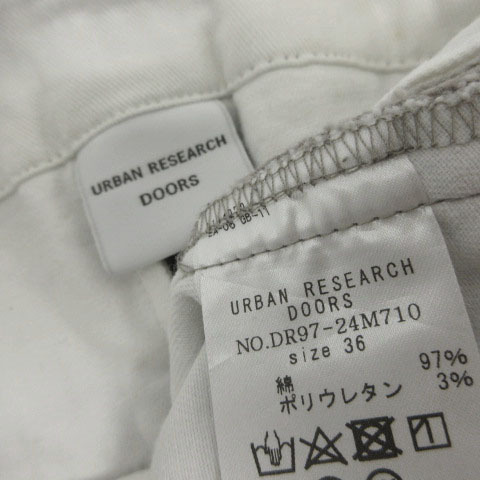 URBAN RESEARCH
DOORS
URBAN RESEARCH
DOORS
NO.DR97-24M710
size 36
綿 97%
ポリウレタン 3%